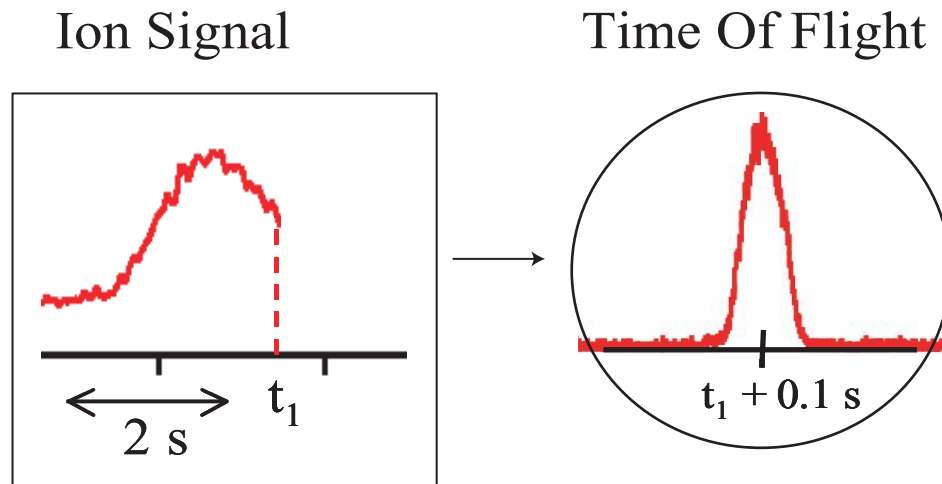 Ion Signal
Time Of Flight
t₁
2 s
t₁ + 0.1 s